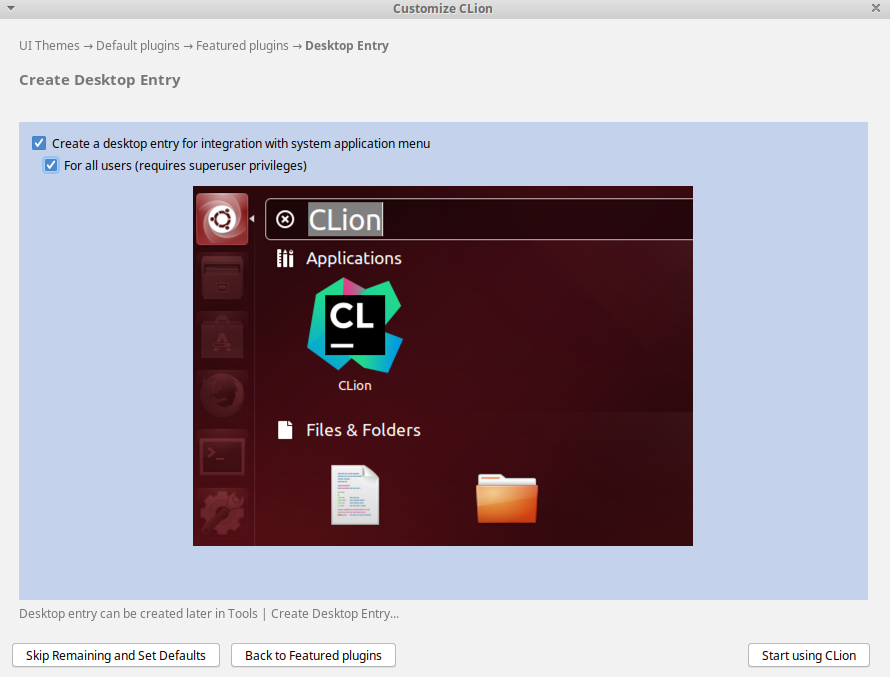 Customize CLion
UI Themes → Default plugins → Featured plugins → Desktop Entry
Create Desktop Entry
Create a desktop entry for integration with system application menu
For all users (requires superuser privileges)
CLion
Applications
CL
CLion
Files & Folders
Desktop entry can be created later in Tools | Create Desktop Entry...
Skip Remaining and Set Defaults
Back to Featured plugins
Start using CLion